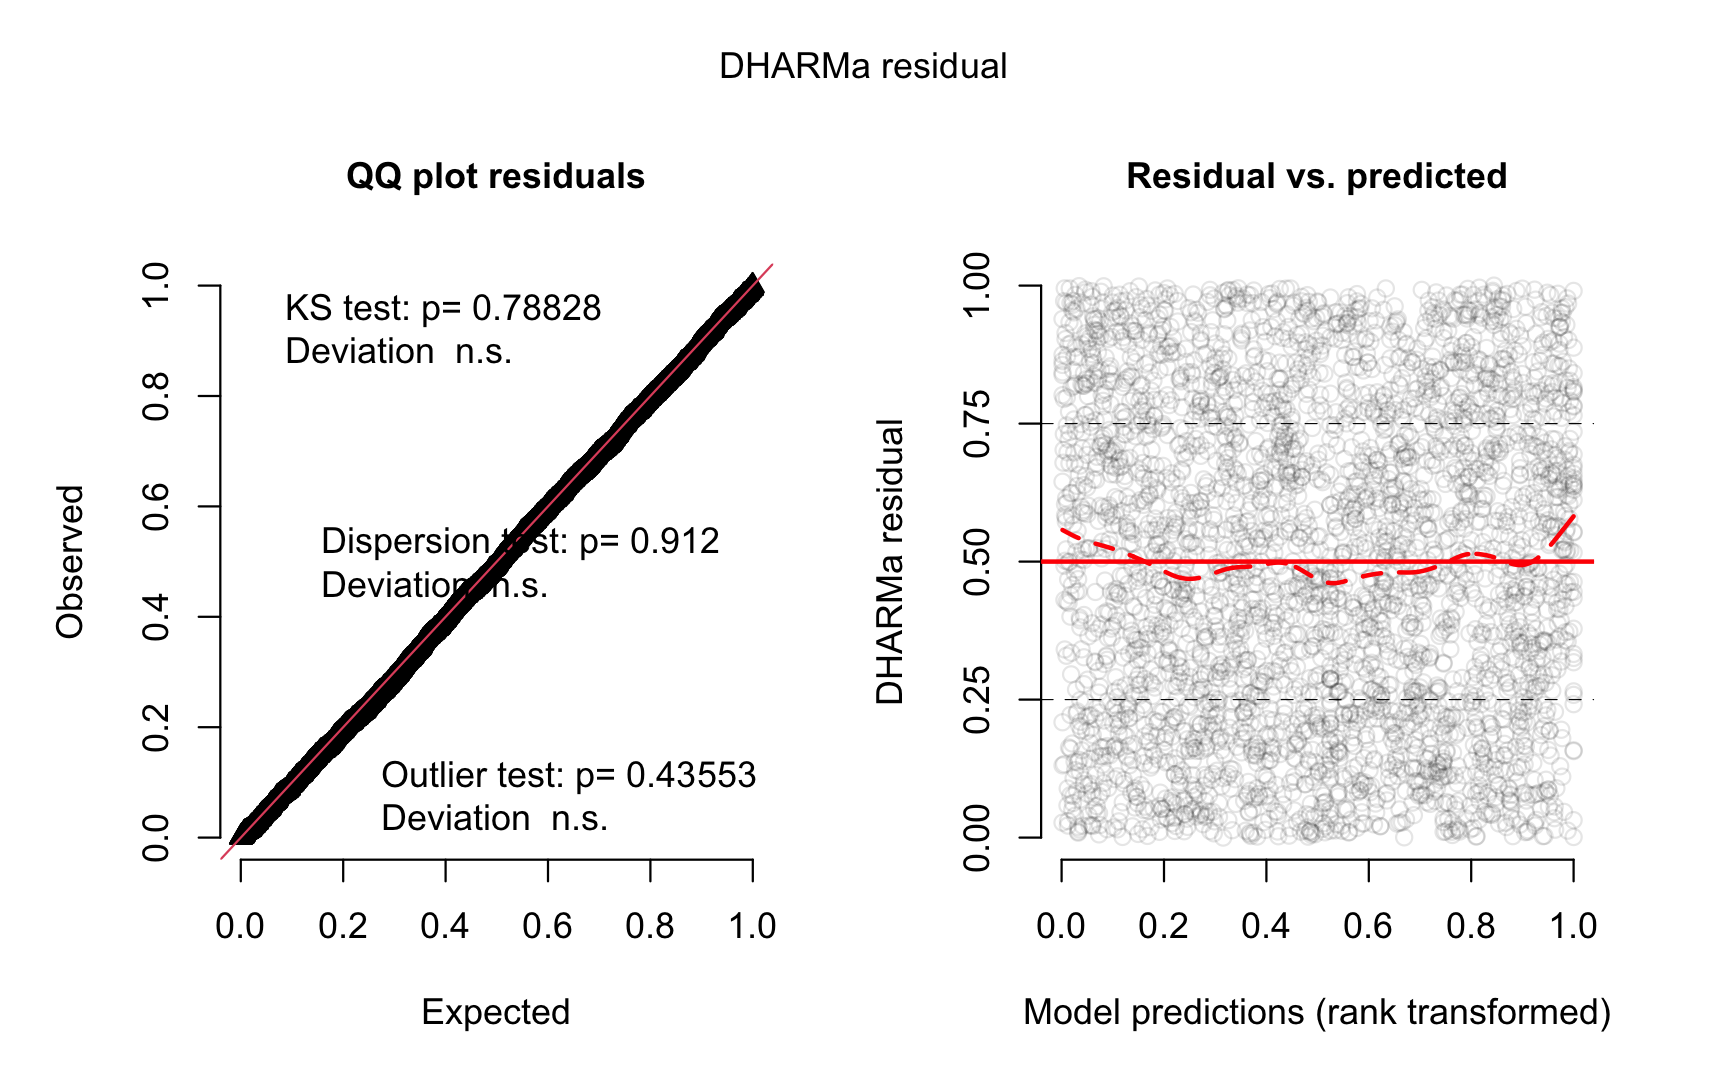 DHARMa residual
QQ plot residuals
KS test: p= 0.78828
Deviation  n.s.
Dispersion test: p= 0.912
Deviation  n.s.
Outlier test: p= 0.43553
Deviation  n.s.
Observed
0.0 0.2 0.4 0.6 0.8 1.0
0.0 0.2 0.4 0.6 0.8 1.0
Expected
Residual vs. predicted
DHARMa residual
0.00 0.25 0.50 0.75 1.00
0.0 0.2 0.4 0.6 0.8 1.0
Model predictions (rank transformed)